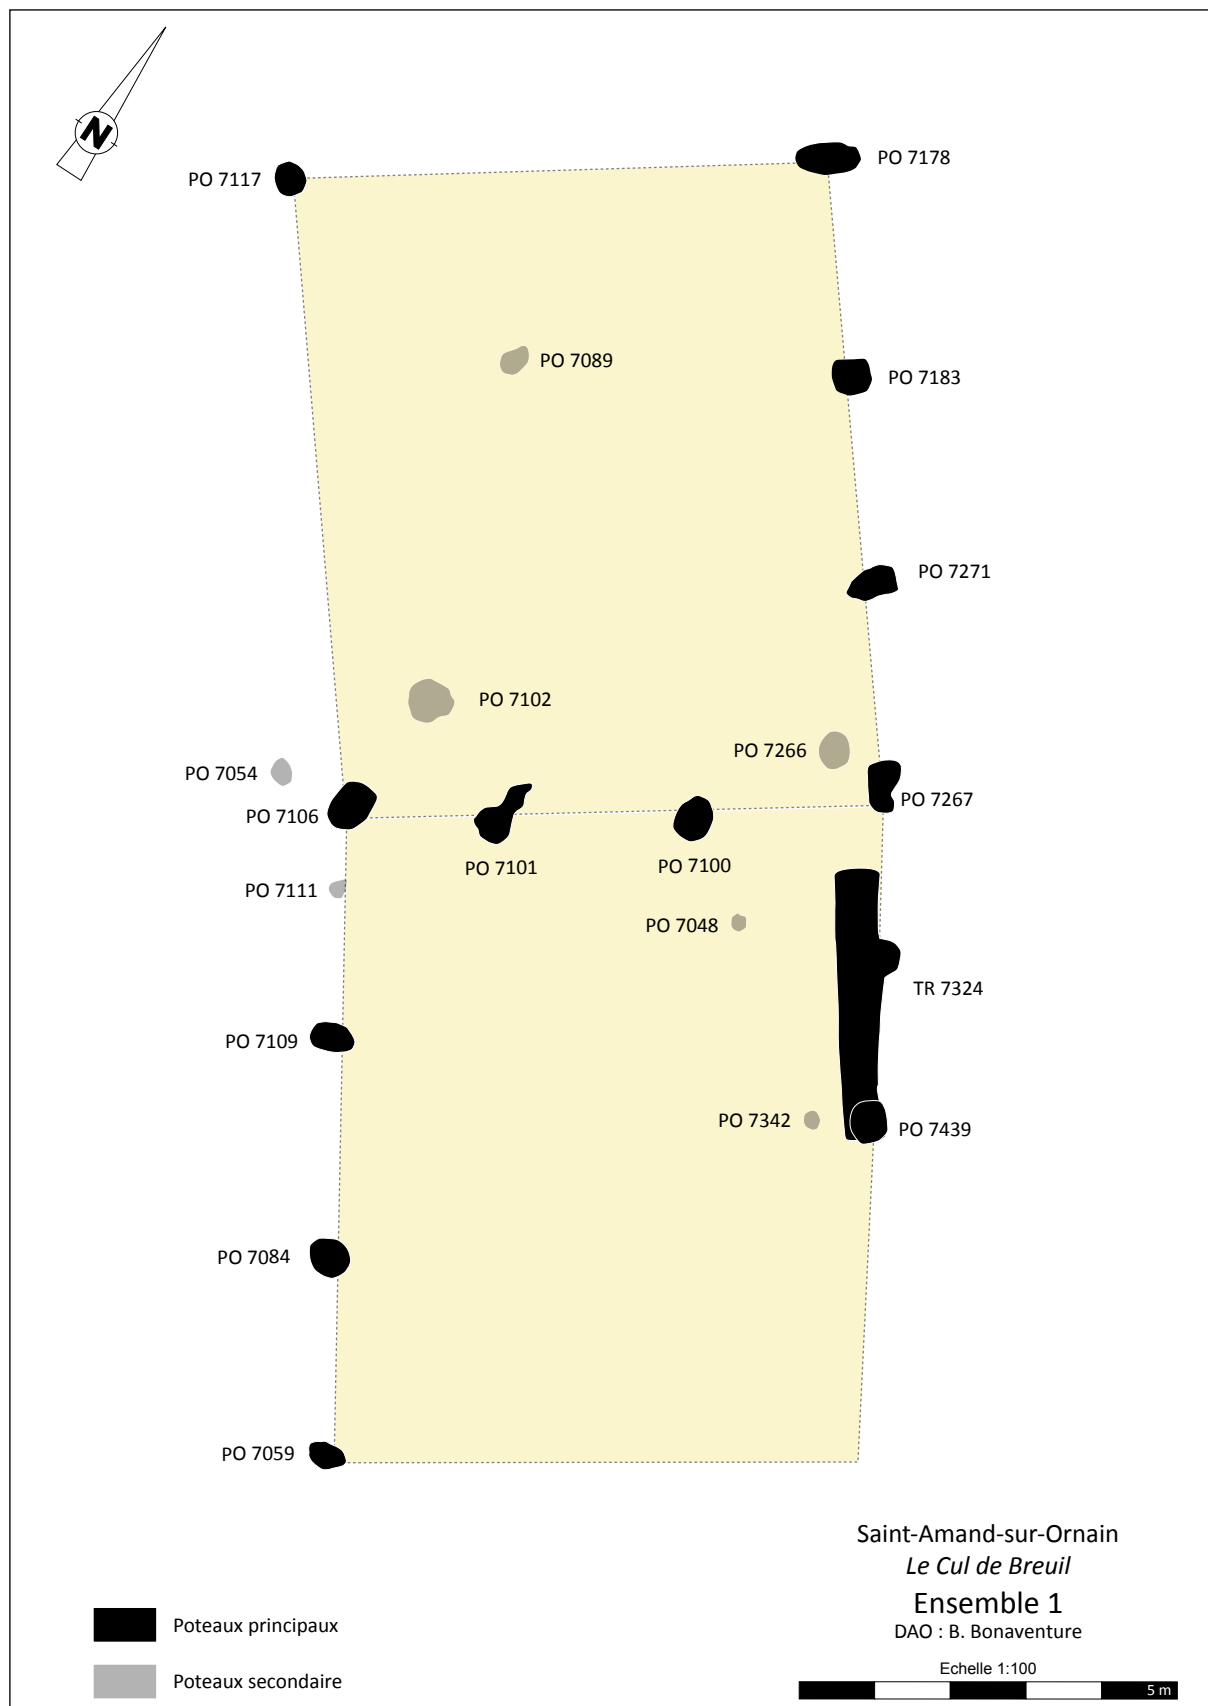 N
PO 7117
PO 7178
PO 7089
PO 7183
PO 7271
PO 7102
PO 7266
PO 7054
PO 7267
PO 7106
PO 7101
PO 7100
PO 7111
PO 7048
TR 7324
PO 7109
PO 7342
PO 7439
PO 7084
PO 7059
Saint-Amand-sur-Ornain
Le Cul de Breuil
Ensemble 1
DAO : B. Bonaventure
Poteaux principaux
Echelle 1:100
Poteaux secondaire
5 m